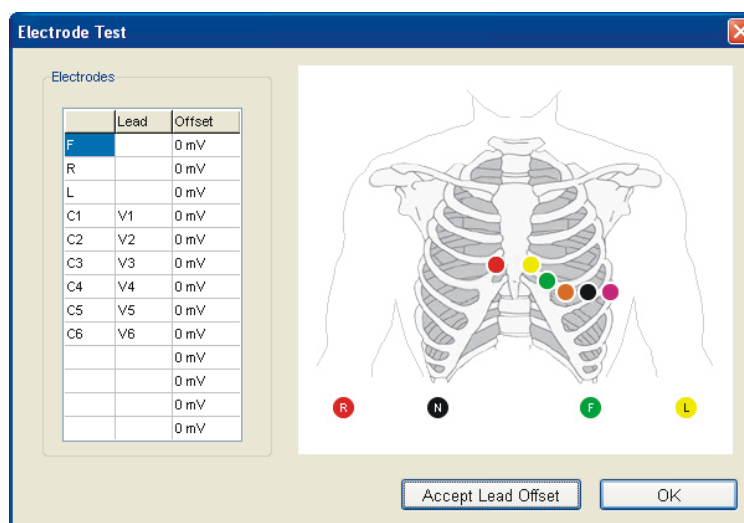 Electrode Test
Electrodes
Lead Offset
F 0 mV
R 0 mV
L 0 mV
C1 V1 0 mV
C2 V2 0 mV
C3 V3 0 mV
C4 V4 0 mV
C5 V5 0 mV
C6 V6 0 mV
0 mV
0 mV
0 mV
0 mV
R N F L
Accept Lead Offset OK